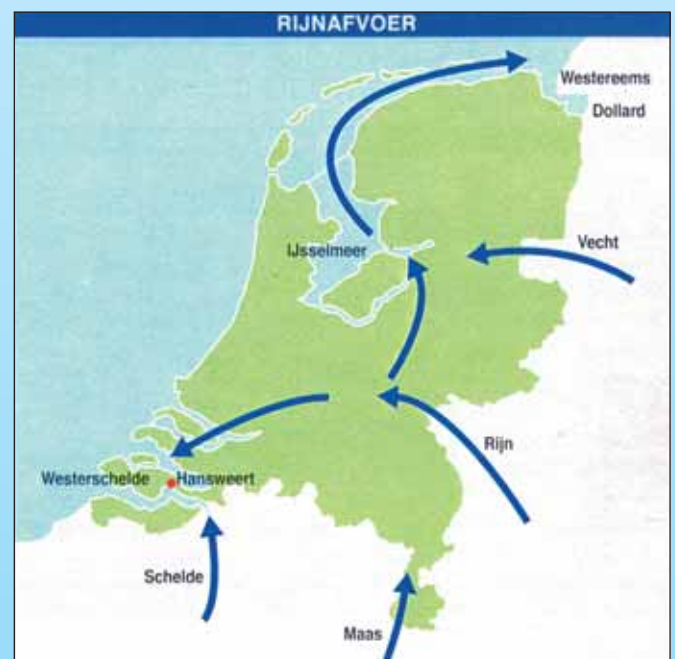 RIJNAFVOER
Westereems
Dollard
Vecht
IJsselmeer
Rijn
Westerschelde
Hansweert
Schelde
Maas